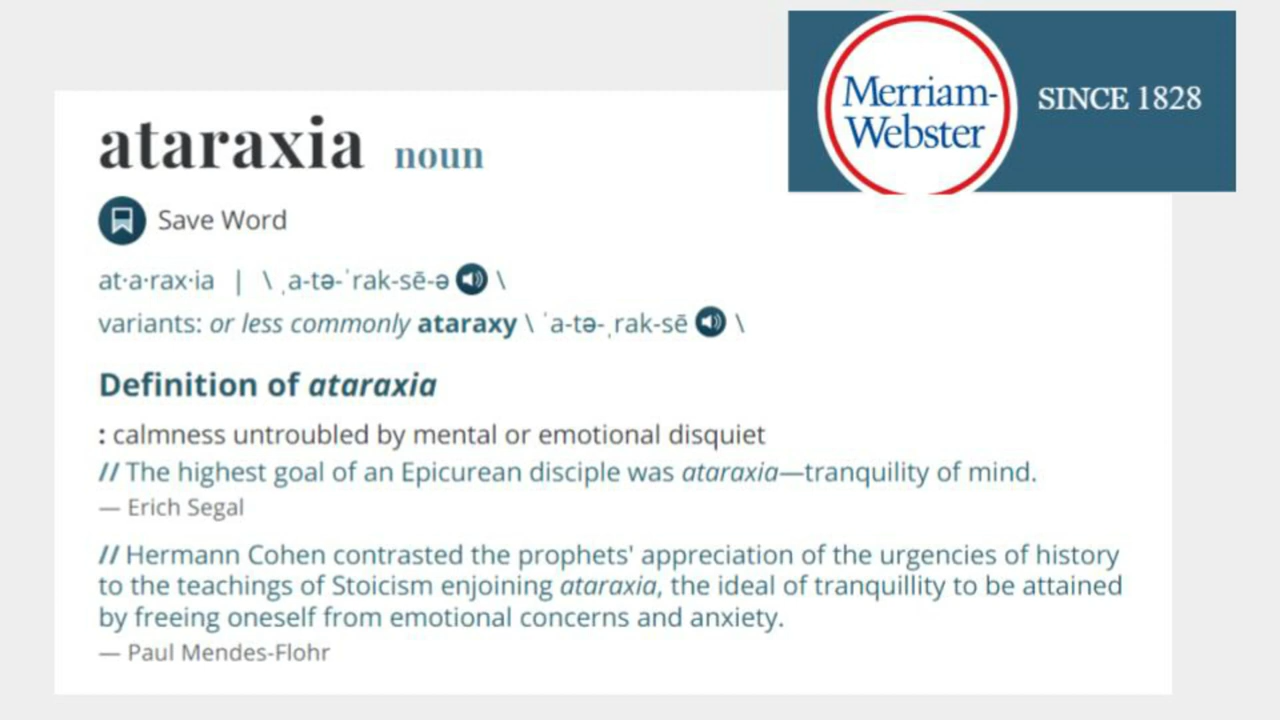 Merriam-
Webster
SINCE 1828
ataraxia noun
Save Word
at·a·rax·ia | \ ˌa-tə-ˈrak-sē-ə \
variants: or less commonly ataraxy \ ˈa-tə-ˌrak-sē \
Definition of ataraxia
: calmness untroubled by mental or emotional disquiet
// The highest goal of an Epicurean disciple was ataraxia—tranquility of mind.
— Erich Segal
// Hermann Cohen contrasted the prophets' appreciation of the urgencies of history
to the teachings of Stoicism enjoining ataraxia, the ideal of tranquillity to be attained
by freeing oneself from emotional concerns and anxiety.
— Paul Mendes-Flohr